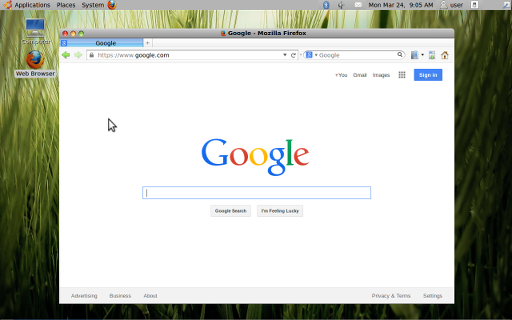 Applications Places System
Mon Mar 24, 9:05 AM user
Computer
Web Browser
Google - Mozilla Firefox
Google
https://www.google.com
Google
+You Gmail Images Sign in
Google
Google Search I'm Feeling Lucky
Advertising Business About Privacy & Terms Settings